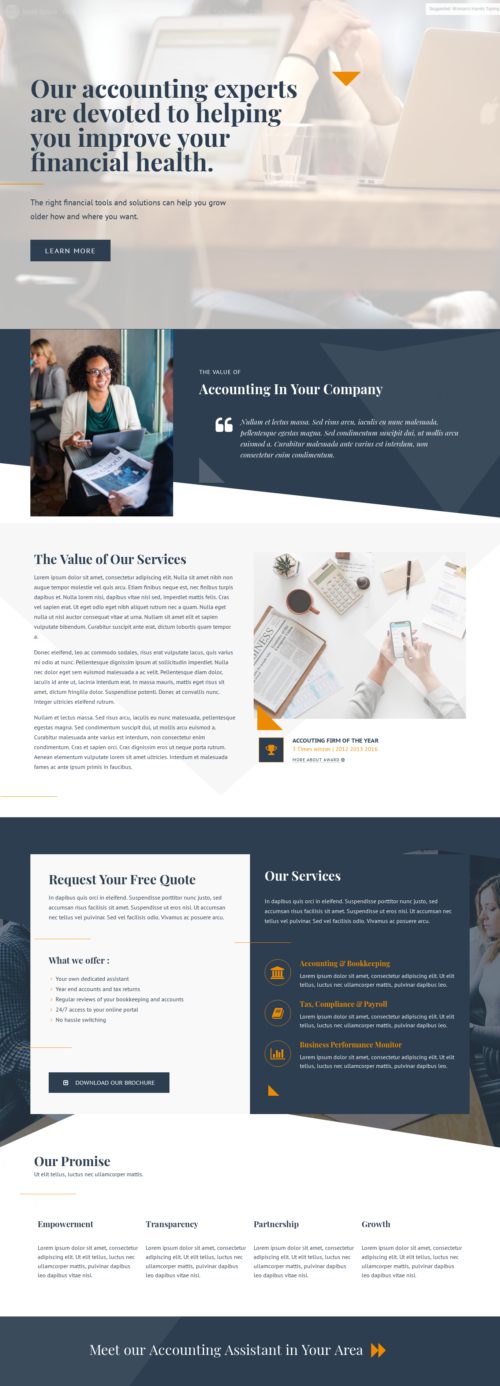 Our accounting experts
are devoted to helping
you improve your
financial health.
The right financial tools and solutions can help you grow
older how and where you want.
LEARN MORE
THE VALUE OF
Accounting In Your Company
Nullam et lectus massa. Sed risus arcu, iaculis eu nunc malesuada,
pellentesque egestas magna. Sed condimentum suscipit dui, ut mollis arcu
euismod a. Curabitur malesuada ante varius est interdum, non
consectetur enim condimentum.
The Value of Our Services
Lorem ipsum dolor sit amet, consectetur adipiscing elit. Nulla sit amet nibh non
augue tempor molestie vel quis arcu. Etiam finibus neque est, nec finibus turpis
dapibus et. Nulla lorem nisi, dapibus vitae nisl sed, imperdiet mattis felis. Cras
vel sapien erat. Ut eget odio eget nibh aliquet rutrum nec a quam. Nulla eget
nulla ut nisl auctor consequat vitae at urna. Nullam sit amet elit et sapien
vulputate bibendum. Curabitur suscipit ante erat, dictum lobortis quam tempor
a.
Donec eleifend, leo ac commodo sodales, risus erat vulputate lacus, quis varius
mi odio at nunc. Pellentesque dignissim ipsum at sollicitudin imperdiet. Nulla
nec dolor eget sem euismod malesuada a ac velit. Pellentesque diam dolor,
iaculis id ante ut, lacinia interdum erat. In massa mauris, mattis eget risus sit
amet, dictum fringilla dolor. Suspendisse potenti. Donec at convallis nunc.
Integer ultricies eleifend rutrum.
Nullam et lectus massa. Sed risus arcu, iaculis eu nunc malesuada, pellentesque
egestas magna. Sed condimentum suscipit dui, ut mollis arcu euismod a.
Curabitur malesuada ante varius est interdum, non consectetur enim
condimentum. Cras et sapien orci. Cras dignissim eros ut neque porta rutrum.
Aenean elementum vulputate lorem sit amet ultricies. Interdum et malesuada
fames ac ante ipsum primis in faucibus.
BUSINESS
ACCOUTING FIRM OF THE YEAR
3 Times winner | 2012 2013 2016
MORE ABOUT AWARD
Request Your Free Quote
In dapibus quis orci in eleifend. Suspendisse porttitor nunc justo, sed
accumsan risus facilisis sit amet. Suspendisse ut eros nisi. Ut accumsan
nec tellus vel pulvinar. Sed vel facilisis odio. Vivamus ac posuere arcu.
What we offer :
Your own dedicated assistant
Year end accounts and tax returns
Regular reviews of your bookkeeping and accounts
24/7 access to your online portal
No hassle switching
DOWNLOAD OUR BROCHURE
Our Services
In dapibus quis orci in eleifend. Suspendisse porttitor nunc justo, sed
accumsan risus facilisis sit amet. Suspendisse ut eros nisi. Ut accumsan
nec tellus vel pulvinar. Sed vel facilisis odio. Vivamus ac posuere arcu.
Accounting & Bookkeeping
Lorem ipsum dolor sit amet, consectetur adipiscing elit. Ut elit
tellus, luctus nec ullamcorper mattis, pulvinar dapibus leo.
Tax, Compliance & Payroll
Lorem ipsum dolor sit amet, consectetur adipiscing elit. Ut elit
tellus, luctus nec ullamcorper mattis, pulvinar dapibus leo.
Business Performance Monitor
Lorem ipsum dolor sit amet, consectetur adipiscing elit. Ut elit
tellus, luctus nec ullamcorper mattis, pulvinar dapibus leo.
Our Promise
Ut elit tellus, luctus nec ullamcorper mattis.
Empowerment
Lorem ipsum dolor sit amet, consectetur
adipiscing elit. Ut elit tellus, luctus nec
ullamcorper mattis, pulvinar dapibus
leo dapibus vitae nisl.
Transparency
Lorem ipsum dolor sit amet, consectetur
adipiscing elit. Ut elit tellus, luctus nec
ullamcorper mattis, pulvinar dapibus
leo dapibus vitae nisl.
Partnership
Lorem ipsum dolor sit amet, consectetur
adipiscing elit. Ut elit tellus, luctus nec
ullamcorper mattis, pulvinar dapibus
leo dapibus vitae nisl.
Growth
Lorem ipsum dolor sit amet, consectetur
adipiscing elit. Ut elit tellus, luctus nec
ullamcorper mattis, pulvinar dapibus
leo dapibus vitae nisl.
Meet our Accounting Assistant in Your Area